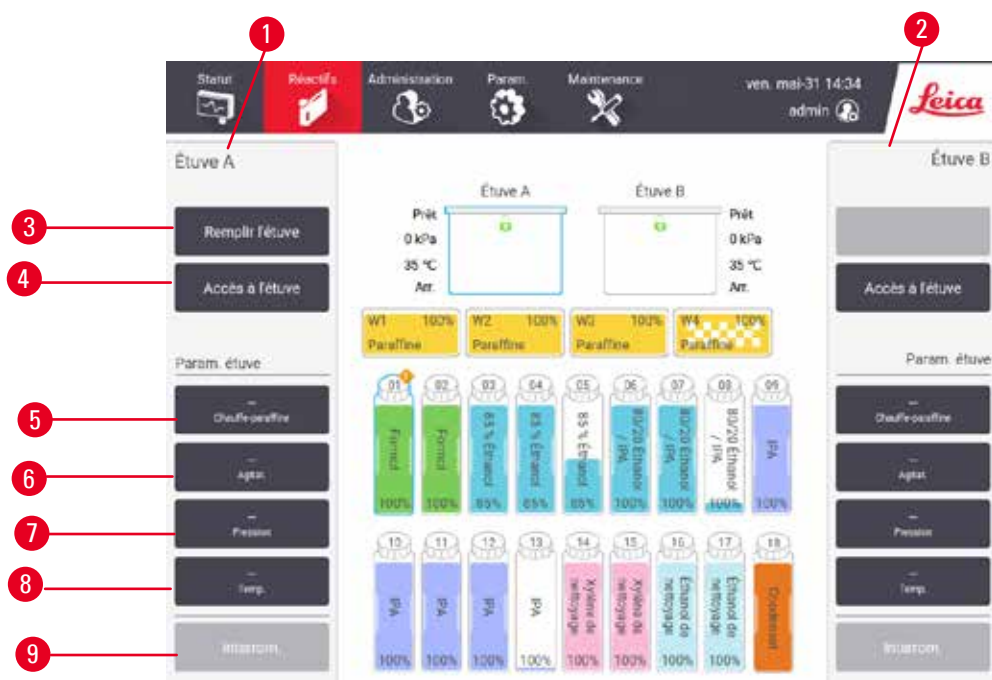 1
2
Statut
Réactifs
Administration
Param.
Maintenance
ven. mai-31 14:34
admin
Leica
Étuve A
Étuve B
3
Remplir l'étuve
4
Accès à l'étuve
Accès à l'étuve
Étuve A
Étuve B
Prêt
0 kPa
35 °C
Arr.
Prêt
0 kPa
35 °C
Arr.
W1 100%
Paraffine
W2 100%
Paraffine
W3 100%
Paraffine
W4 100%
Paraffine
Param. étuve
Param. étuve
5
--
Chauffe-paraffine
--
Chauffe-paraffine
6
--
Agitat.
--
Agitat.
7
--
Pression
--
Pression
8
--
Temp.
--
Temp.
9
Interrom.
Interrom.
01
Formol
100%
02
Formol
100%
03
85 % Éthanol
85%
04
85 % Éthanol
85%
05
85 % Éthanol
85%
06
80/20 Éthanol
/ IPA
100%
07
80/20 Éthanol
/ IPA
100%
08
80/20 Éthanol
/ IPA
100%
09
IPA
100%
10
IPA
100%
11
IPA
100%
12
IPA
100%
13
IPA
100%
14
Xylène de
nettoyage
100%
15
Xylène de
nettoyage
100%
16
Éthanol de
nettoyage
100%
17
Éthanol de
nettoyage
100%
18
Condensat